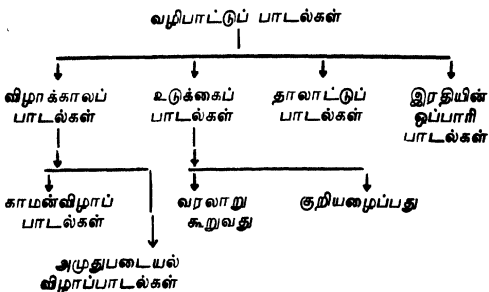 வழிபாட்டுப் பாடல்கள்
விழாக்காலப் பாடல்கள்
உடுக்கைப் பாடல்கள்
தாலாட்டுப் பாடல்கள்
இரதியின் ஒப்பாரி பாடல்கள்
காமன்விழாப் பாடல்கள்
அமுதுபடையல் விழாப்பாடல்கள்
வரலாறு கூறுவது
குறியழைப்பது